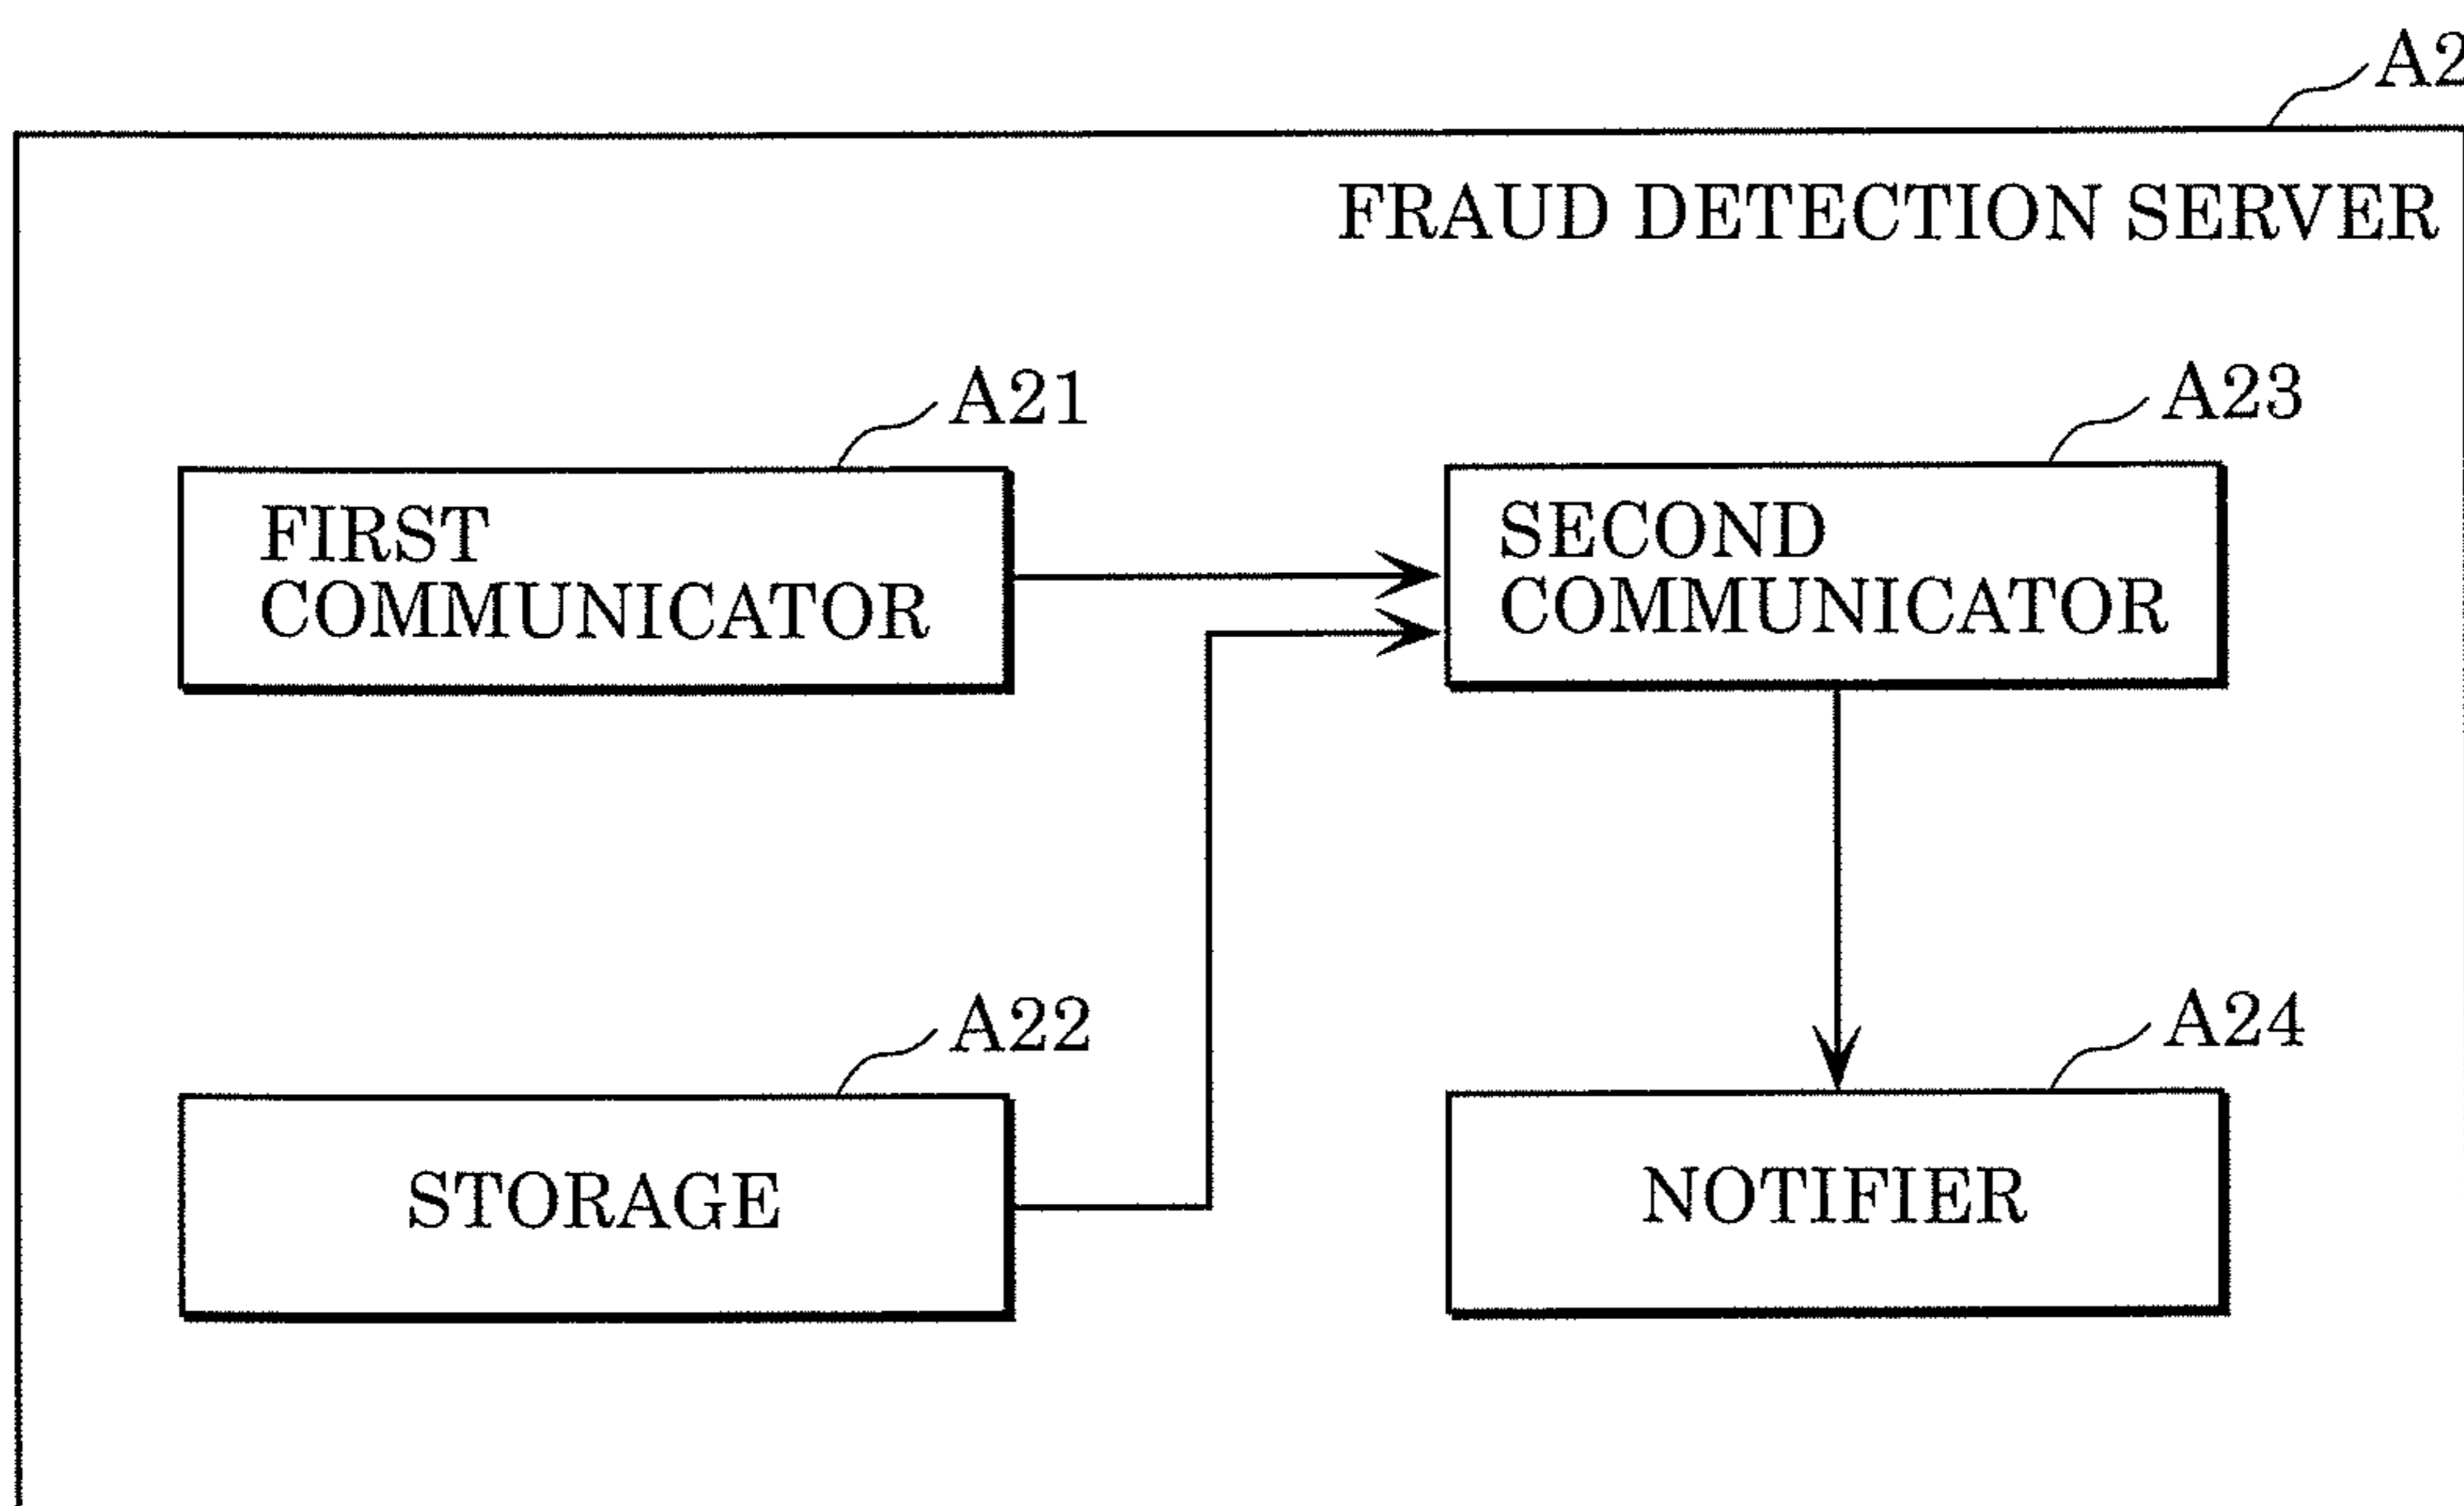 A2
FRAUD DETECTION SERVER
A21
FIRST
COMMUNICATOR
A23
SECOND
COMMUNICATOR
A22
STORAGE
A24
NOTIFIER